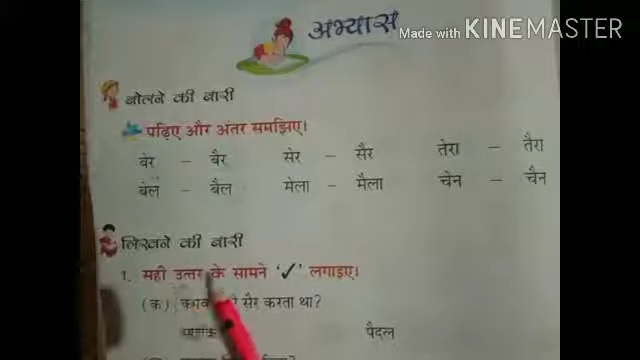 अभ्यास
Made with KINEMASTER
बोलने की बारी
पढ़िए और अंतर समझिए।
बेर – बैर सेर – सैर तेरा – तैरा
बेल – बैल मेला – मैला चेन – चैन
लिखने की बारी
1. सही उत्तर के सामने ‘✓’ लगाइए।
(क) सैर करता था?
पैदल